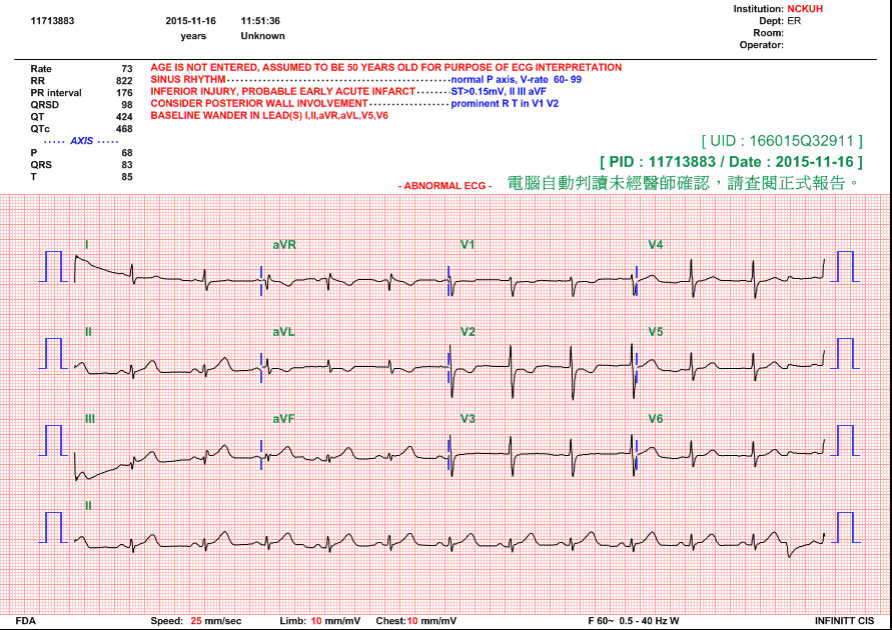 Institution: NCKUH
11713883 2015-11-16 11:51:36 Dept: ER
years Unknown Room:
Operator:
Rate 73 AGE IS NOT ENTERED, ASSUMED TO BE 50 YEARS OLD FOR PURPOSE OF ECG INTERPRETATION
RR 822 SINUS RHYTHM---------------------------------------------------normal P axis, V-rate 60- 99
PR interval 176 INFERIOR INJURY, PROBABLE EARLY ACUTE INFARCT--------ST>0.15mV, II III aVF
QRSD 98 CONSIDER POSTERIOR WALL INVOLVEMENT------------------prominent R T in V1 V2
QT 424 BASELINE WANDER IN LEAD(S) I,II,aVR,aVL,V5,V6
QTc 468
----- AXIS -----
P 68
QRS 83
T 85
[ UID : 166015Q32911 ]
[ PID : 11713883 / Date : 2015-11-16 ]
- ABNORMAL ECG - 電腦自動判讀未經醫師確認，請查閱正式報告。
I aVR V1 V4
II aVL V2 V5
III aVF V3 V6
II
FDA Speed: 25 mm/sec Limb: 10 mm/mV Chest:10 mm/mV F 60~ 0.5 - 40 Hz W INFINITT CIS